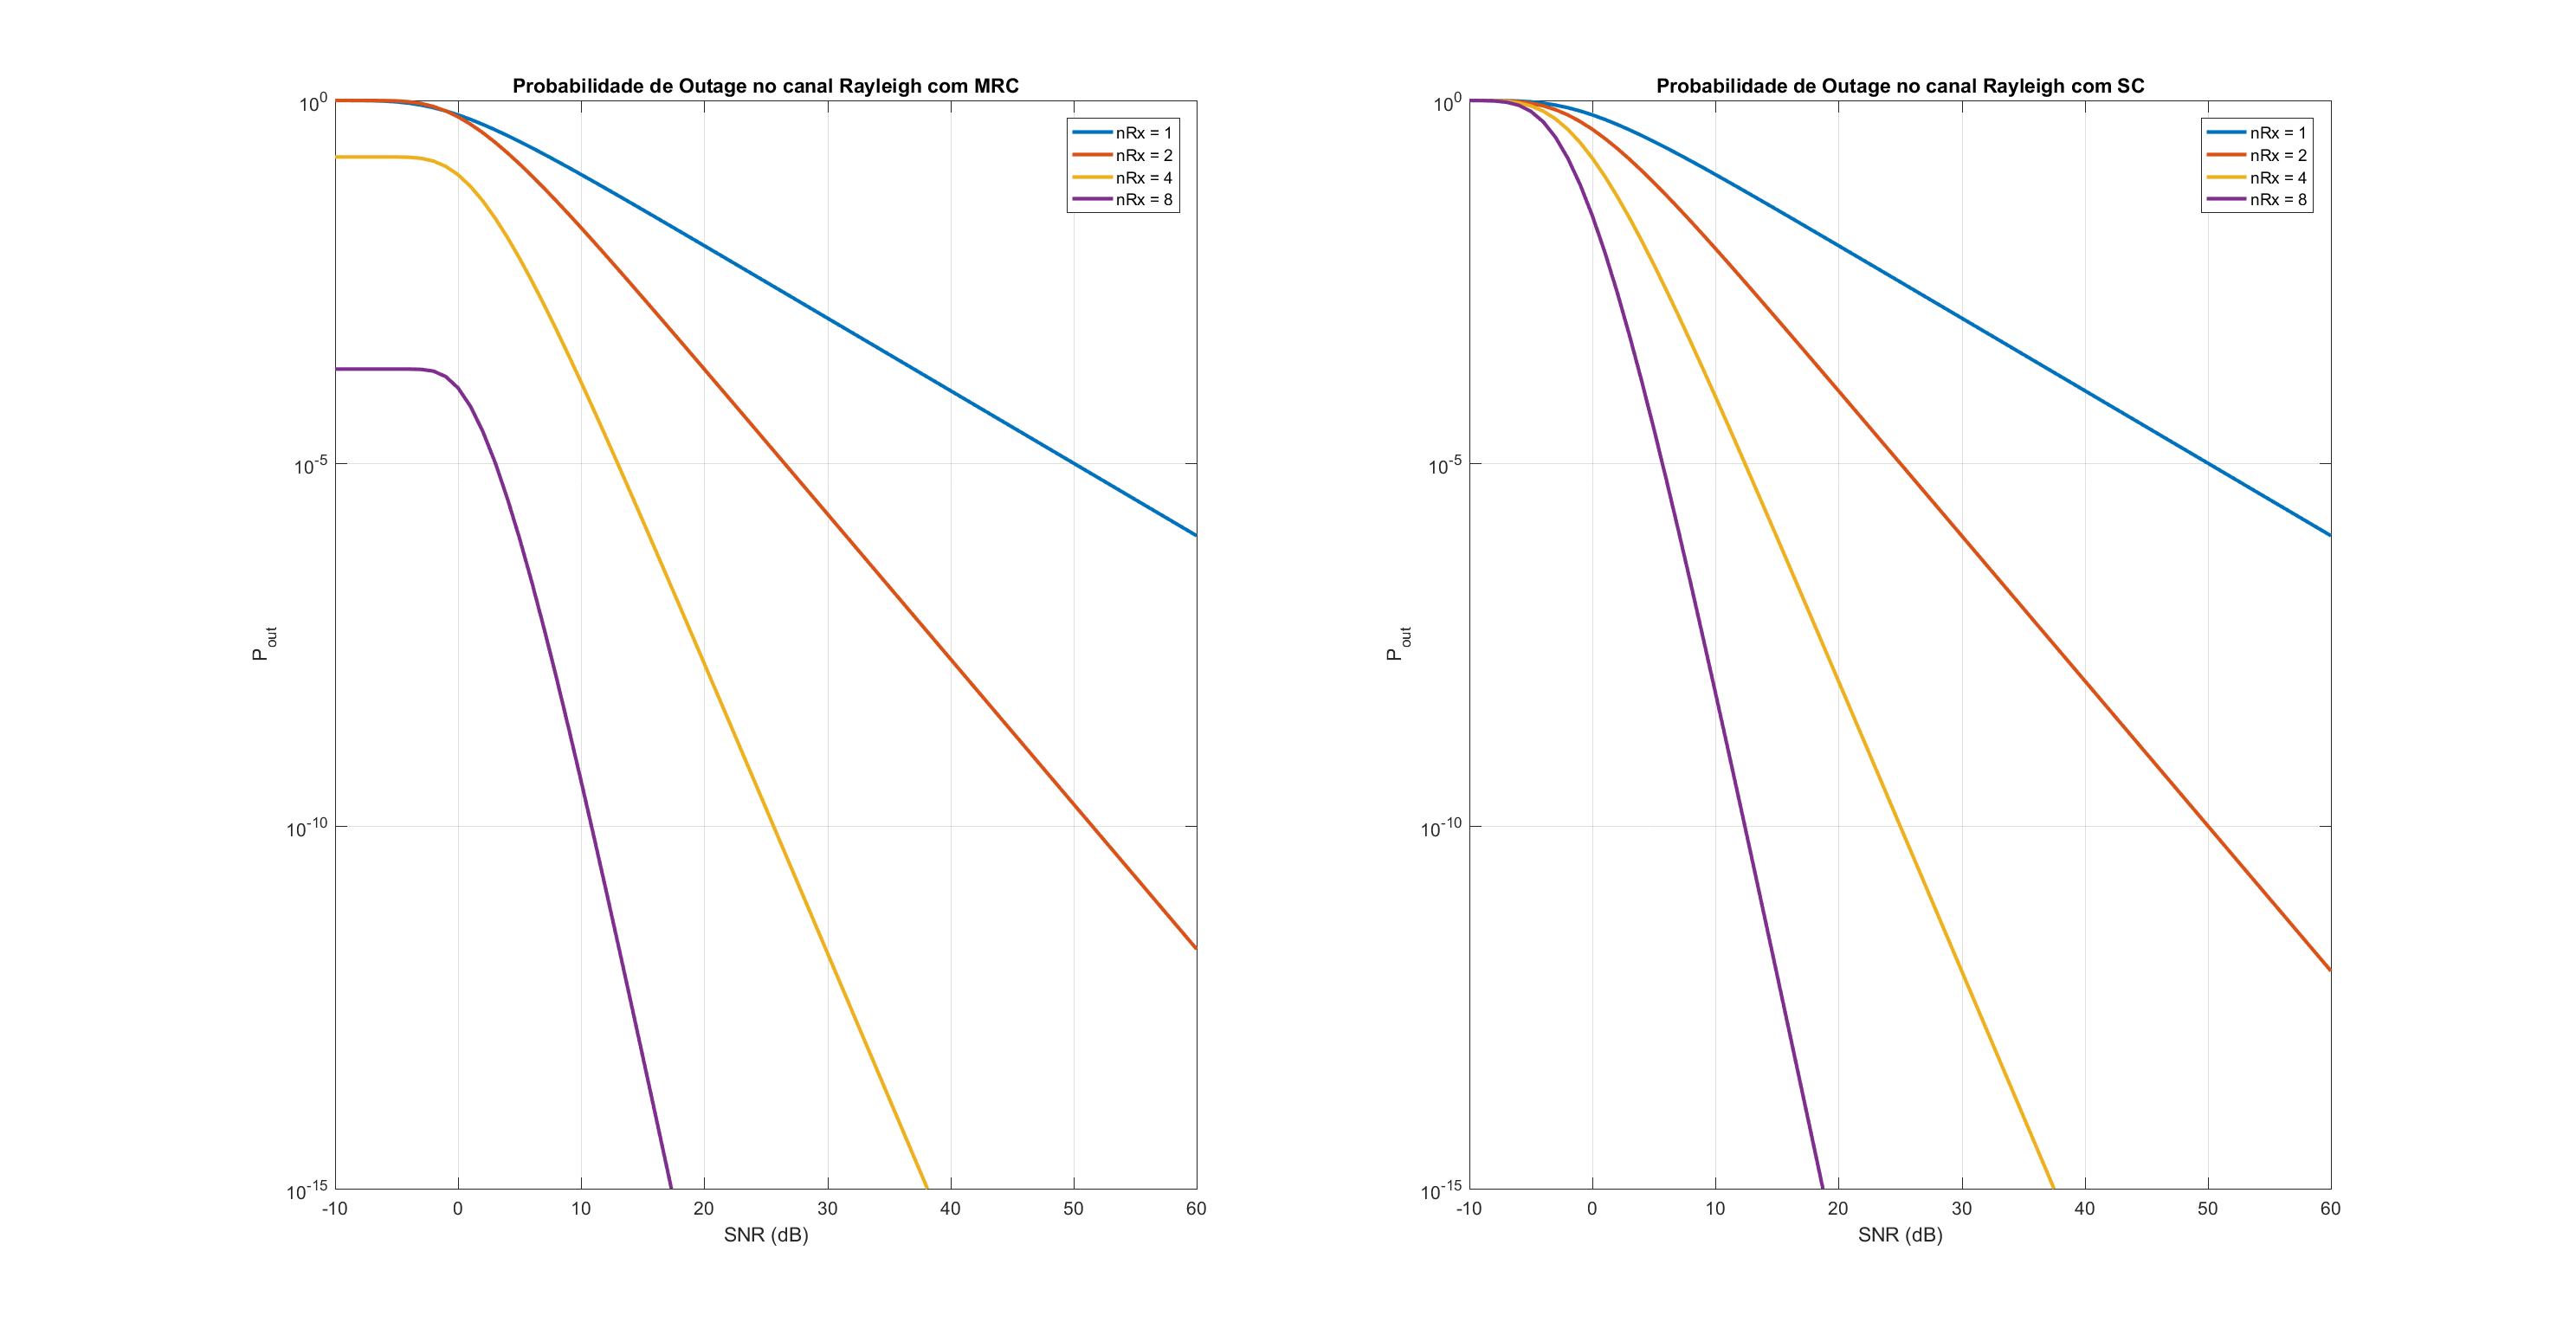 Probabilidade de Outage no canal Rayleigh com MRC
10^0
10^-5
10^-10
10^-15
P_out
-10 0 10 20 30 40 50 60
SNR (dB)
nRx = 1
nRx = 2
nRx = 4
nRx = 8
Probabilidade de Outage no canal Rayleigh com SC
10^0
10^-5
10^-10
10^-15
P_out
-10 0 10 20 30 40 50 60
SNR (dB)
nRx = 1
nRx = 2
nRx = 4
nRx = 8